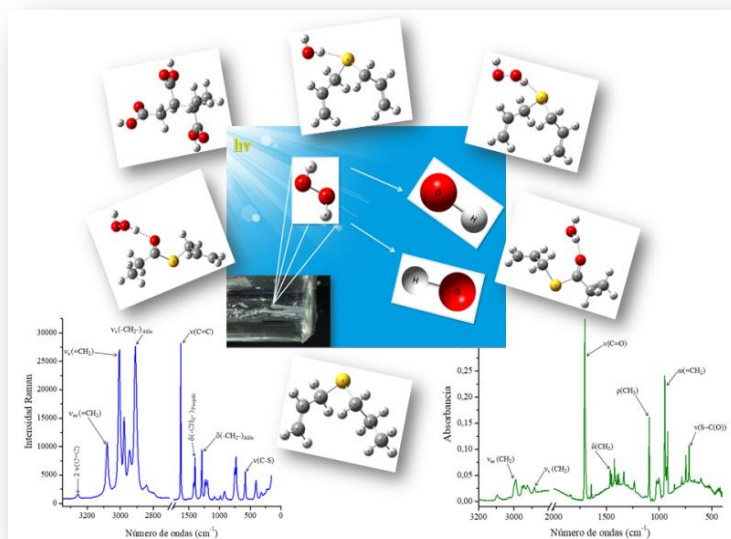 hν
O
H
H
O
Intensidad Raman
30000
25000
20000
15000
10000
5000
0
2 ν(C=C)
νas(=CH2)
νs(=CH2)
νs(-CH2-)Alilo
ν(C=C)
δ(-CH2-)Alilo
ν(C-S)
3200 3000 2800 1500 1000 500 0
Número de ondas (cm-1)
Absorbancia
0,25
0,20
0,15
0,10
0,05
0,00
νas (CH2)
νs (CH2)
ν(C=O)
δ(CH3)
ρ(CH3)
ω(=CH2)
ν(S–C(O))
3200 2800 2000 1500 1000 500
Número de ondas (cm-1)